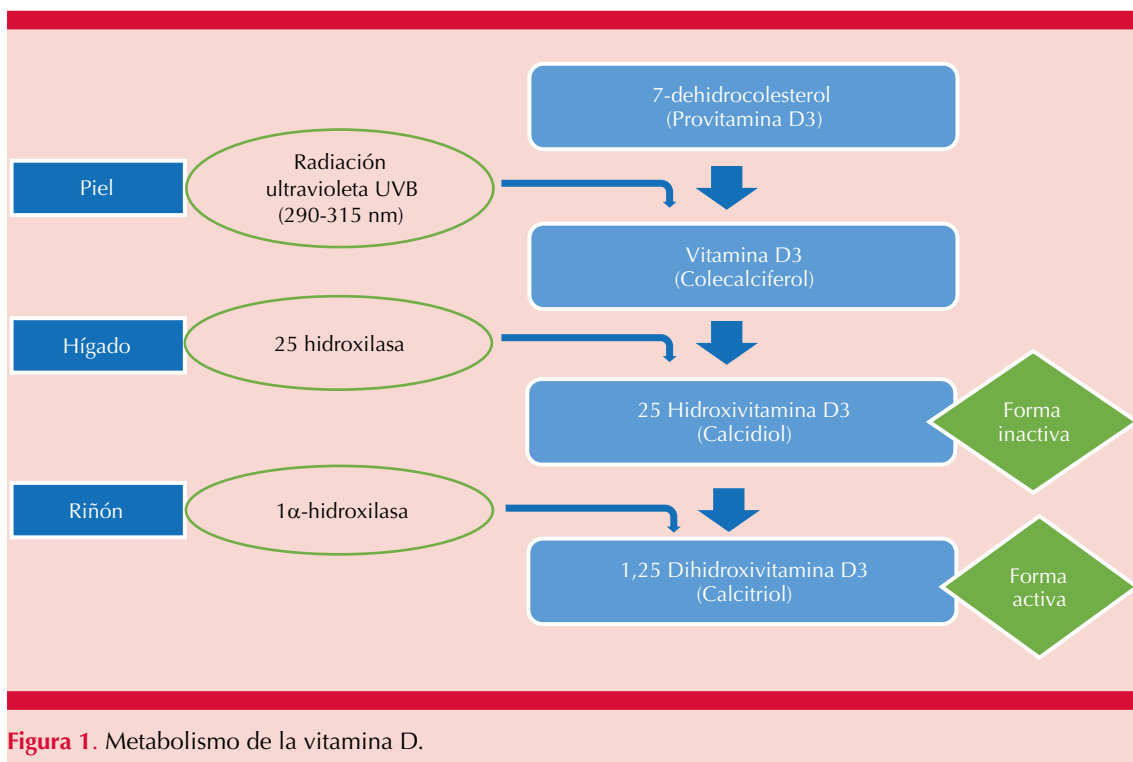 7-dehidrocolesterol
(Provitamina D3)
Piel
Radiación
ultravioleta UVB
(290-315 nm)
Vitamina D3
(Colecalciferol)
Hígado
25 hidroxilasa
25 Hidroxivitamina D3
(Calcidiol)
Forma
inactiva
Riñón
1α-hidroxilasa
1,25 Dihidroxivitamina D3
(Calcitriol)
Forma
activa
Figura 1. Metabolismo de la vitamina D.